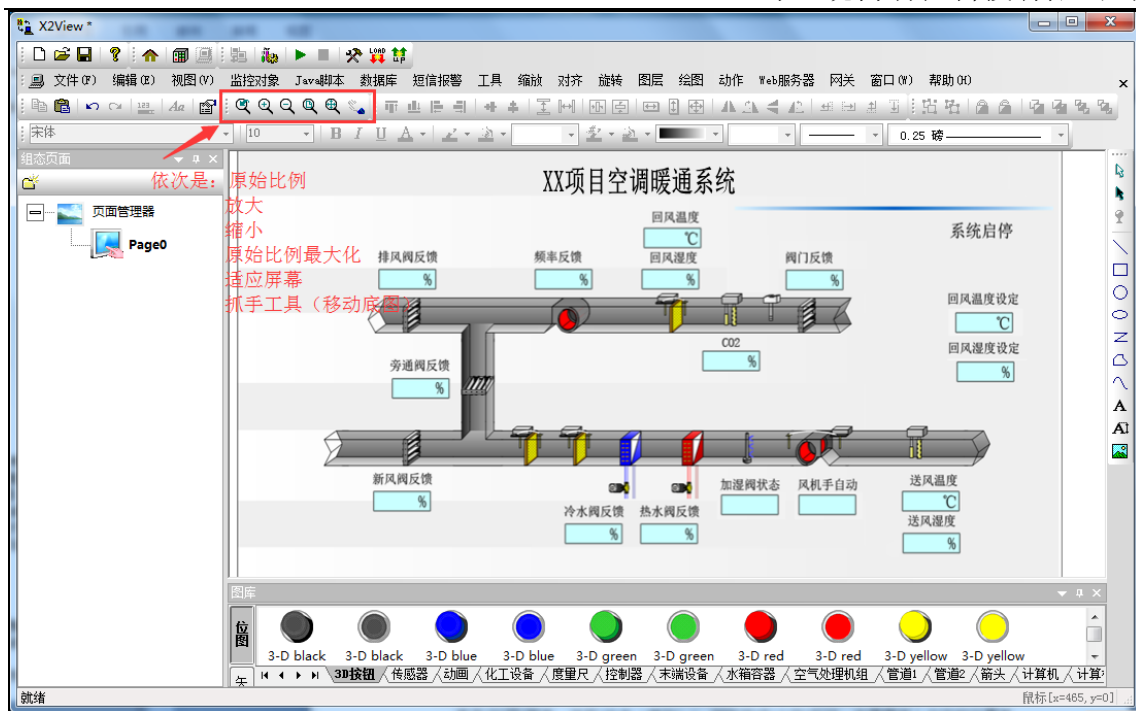 X2View *
LOAD
UP
文件(F) 编辑(E) 视图(V) 监控对象 Java脚本 数据库 短信报警 工具 缩放 对齐 旋转 图层 绘图 动作 Web服务器 网关 窗口(W) 帮助(H)
宋体 10 B I U A 0.25 磅
组态页面
依次是：原始比例
放大
缩小
原始比例最大化
适应屏幕
抓手工具（移动底图）
页面管理器
Page0
XX项目空调暖通系统
系统启停
回风温度
℃
排风阀反馈 频率反馈 回风湿度 阀门反馈
% % % %
回风温度设定
℃
CO2
%
回风湿度设定
%
旁通阀反馈
%
新风阀反馈
%
冷水阀反馈 热水阀反馈
% %
加湿阀状态 风机手自动
送风温度
℃
送风湿度
%
A
AI
图库
位图
矢
3-D black 3-D black 3-D blue 3-D blue 3-D green 3-D green 3-D red 3-D red 3-D yellow 3-D yellow
3D按钮 传感器 动画 化工设备 度量尺 控制器 末端设备 水箱容器 空气处理机组 管道1 管道2 箭头 计算机 计算
就绪
鼠标[x=465, y=0]